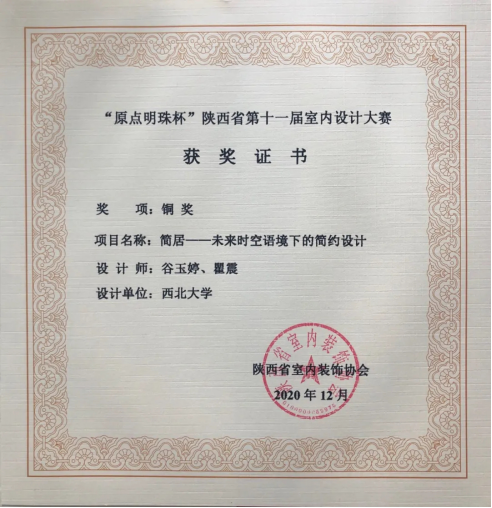 “原点明珠杯”陕西省第十一届室内设计大赛
获奖证书
奖 项：铜奖
项目名称：简居——未来时空语境下的简约设计
设计师：谷玉婷、瞿震
设计单位：西北大学
陕西省室内装饰协会
2020年12月